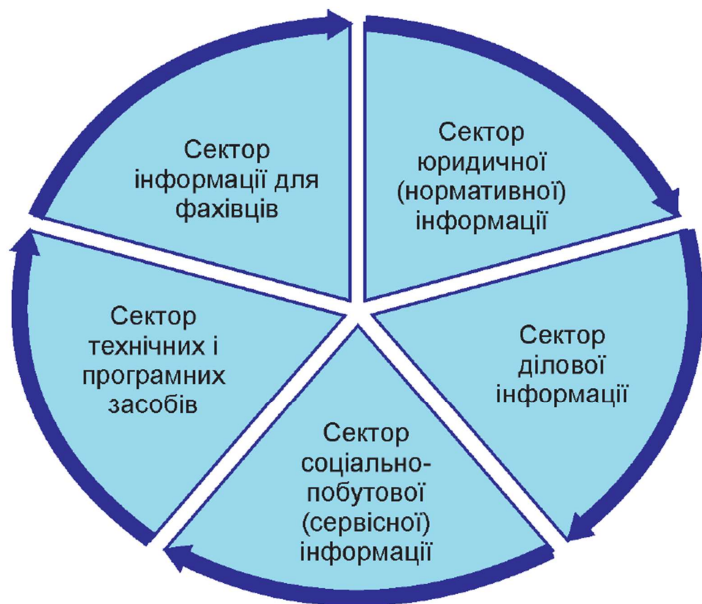 Сектор
інформації для
фахівців
Сектор
юридичної
(нормативної)
інформації
Сектор
ділової
інформації
Сектор
соціально-
побутової
(сервісної)
інформації
Сектор
технічних і
програмних
засобів